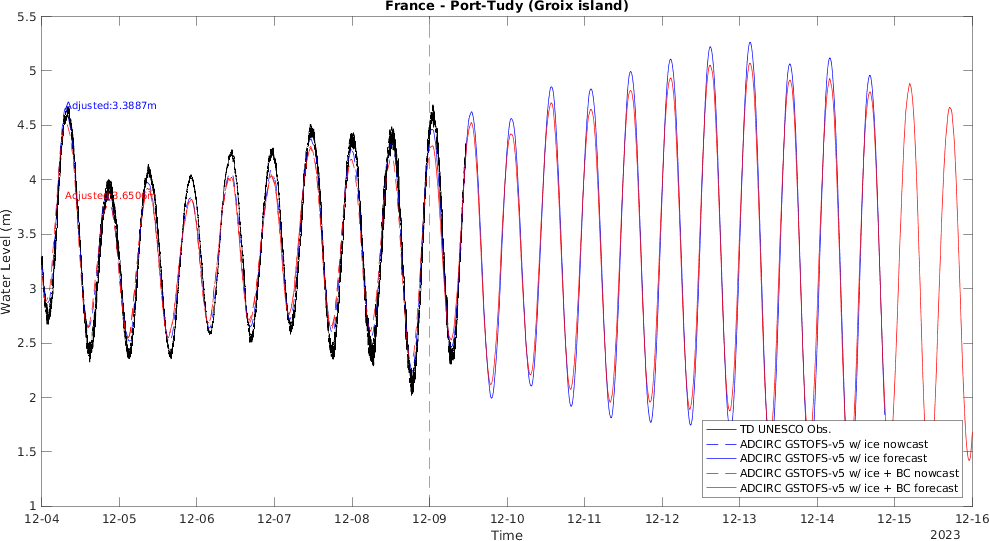 France - Port-Tudy (Groix island)
5.5
5
4.5
4
3.5
3
2.5
2
1.5
1
Water Level (m)
Adjusted:3.3887m
Adjusted:3.6506m
TD UNESCO Obs.
ADCIRC GSTOFS-v5 w/ ice nowcast
ADCIRC GSTOFS-v5 w/ ice forecast
ADCIRC GSTOFS-v5 w/ ice + BC nowcast
ADCIRC GSTOFS-v5 w/ ice + BC forecast
12-04 12-05 12-06 12-07 12-08 12-09 12-10 12-11 12-12 12-13 12-14 12-15 12-16
Time
2023